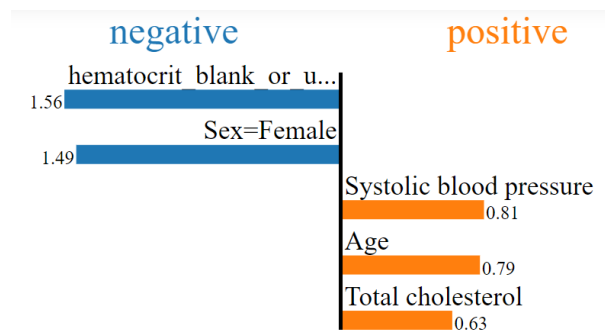 negative positive
hematocrit_blank_or_u...
1.56
Sex=Female
1.49
Systolic blood pressure
0.81
Age
0.79
Total cholesterol
0.63